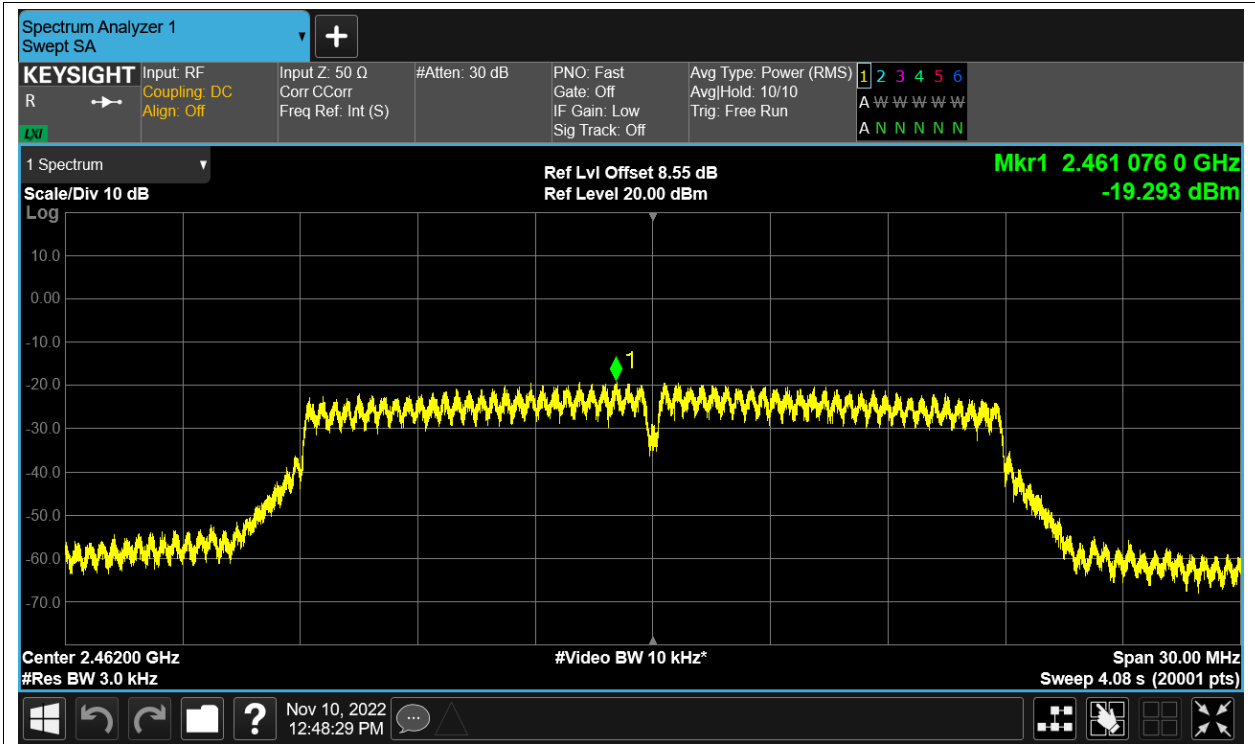 Spectrum Analyzer 1
Swept SA
+
KEYSIGHT
R
LXI
Input: RF
Coupling: DC
Align: Off
Input Z: 50 Ω
Corr CCorr
Freq Ref: Int (S)
#Atten: 30 dB
PNO: Fast
Gate: Off
IF Gain: Low
Sig Track: Off
Avg Type: Power (RMS)
Avg|Hold: 10/10
Trig: Free Run
1 2 3 4 5 6
A W W W W W
A N N N N N
1 Spectrum
Scale/Div 10 dB
Log
Ref Lvl Offset 8.55 dB
Ref Level 20.00 dBm
Mkr1 2.461 076 0 GHz
-19.293 dBm
10.0
0.00
-10.0
1
-20.0
-30.0
-40.0
-50.0
-60.0
-70.0
Center 2.46200 GHz
#Res BW 3.0 kHz
#Video BW 10 kHz*
Span 30.00 MHz
Sweep 4.08 s (20001 pts)
?
Nov 10, 2022
12:48:29 PM